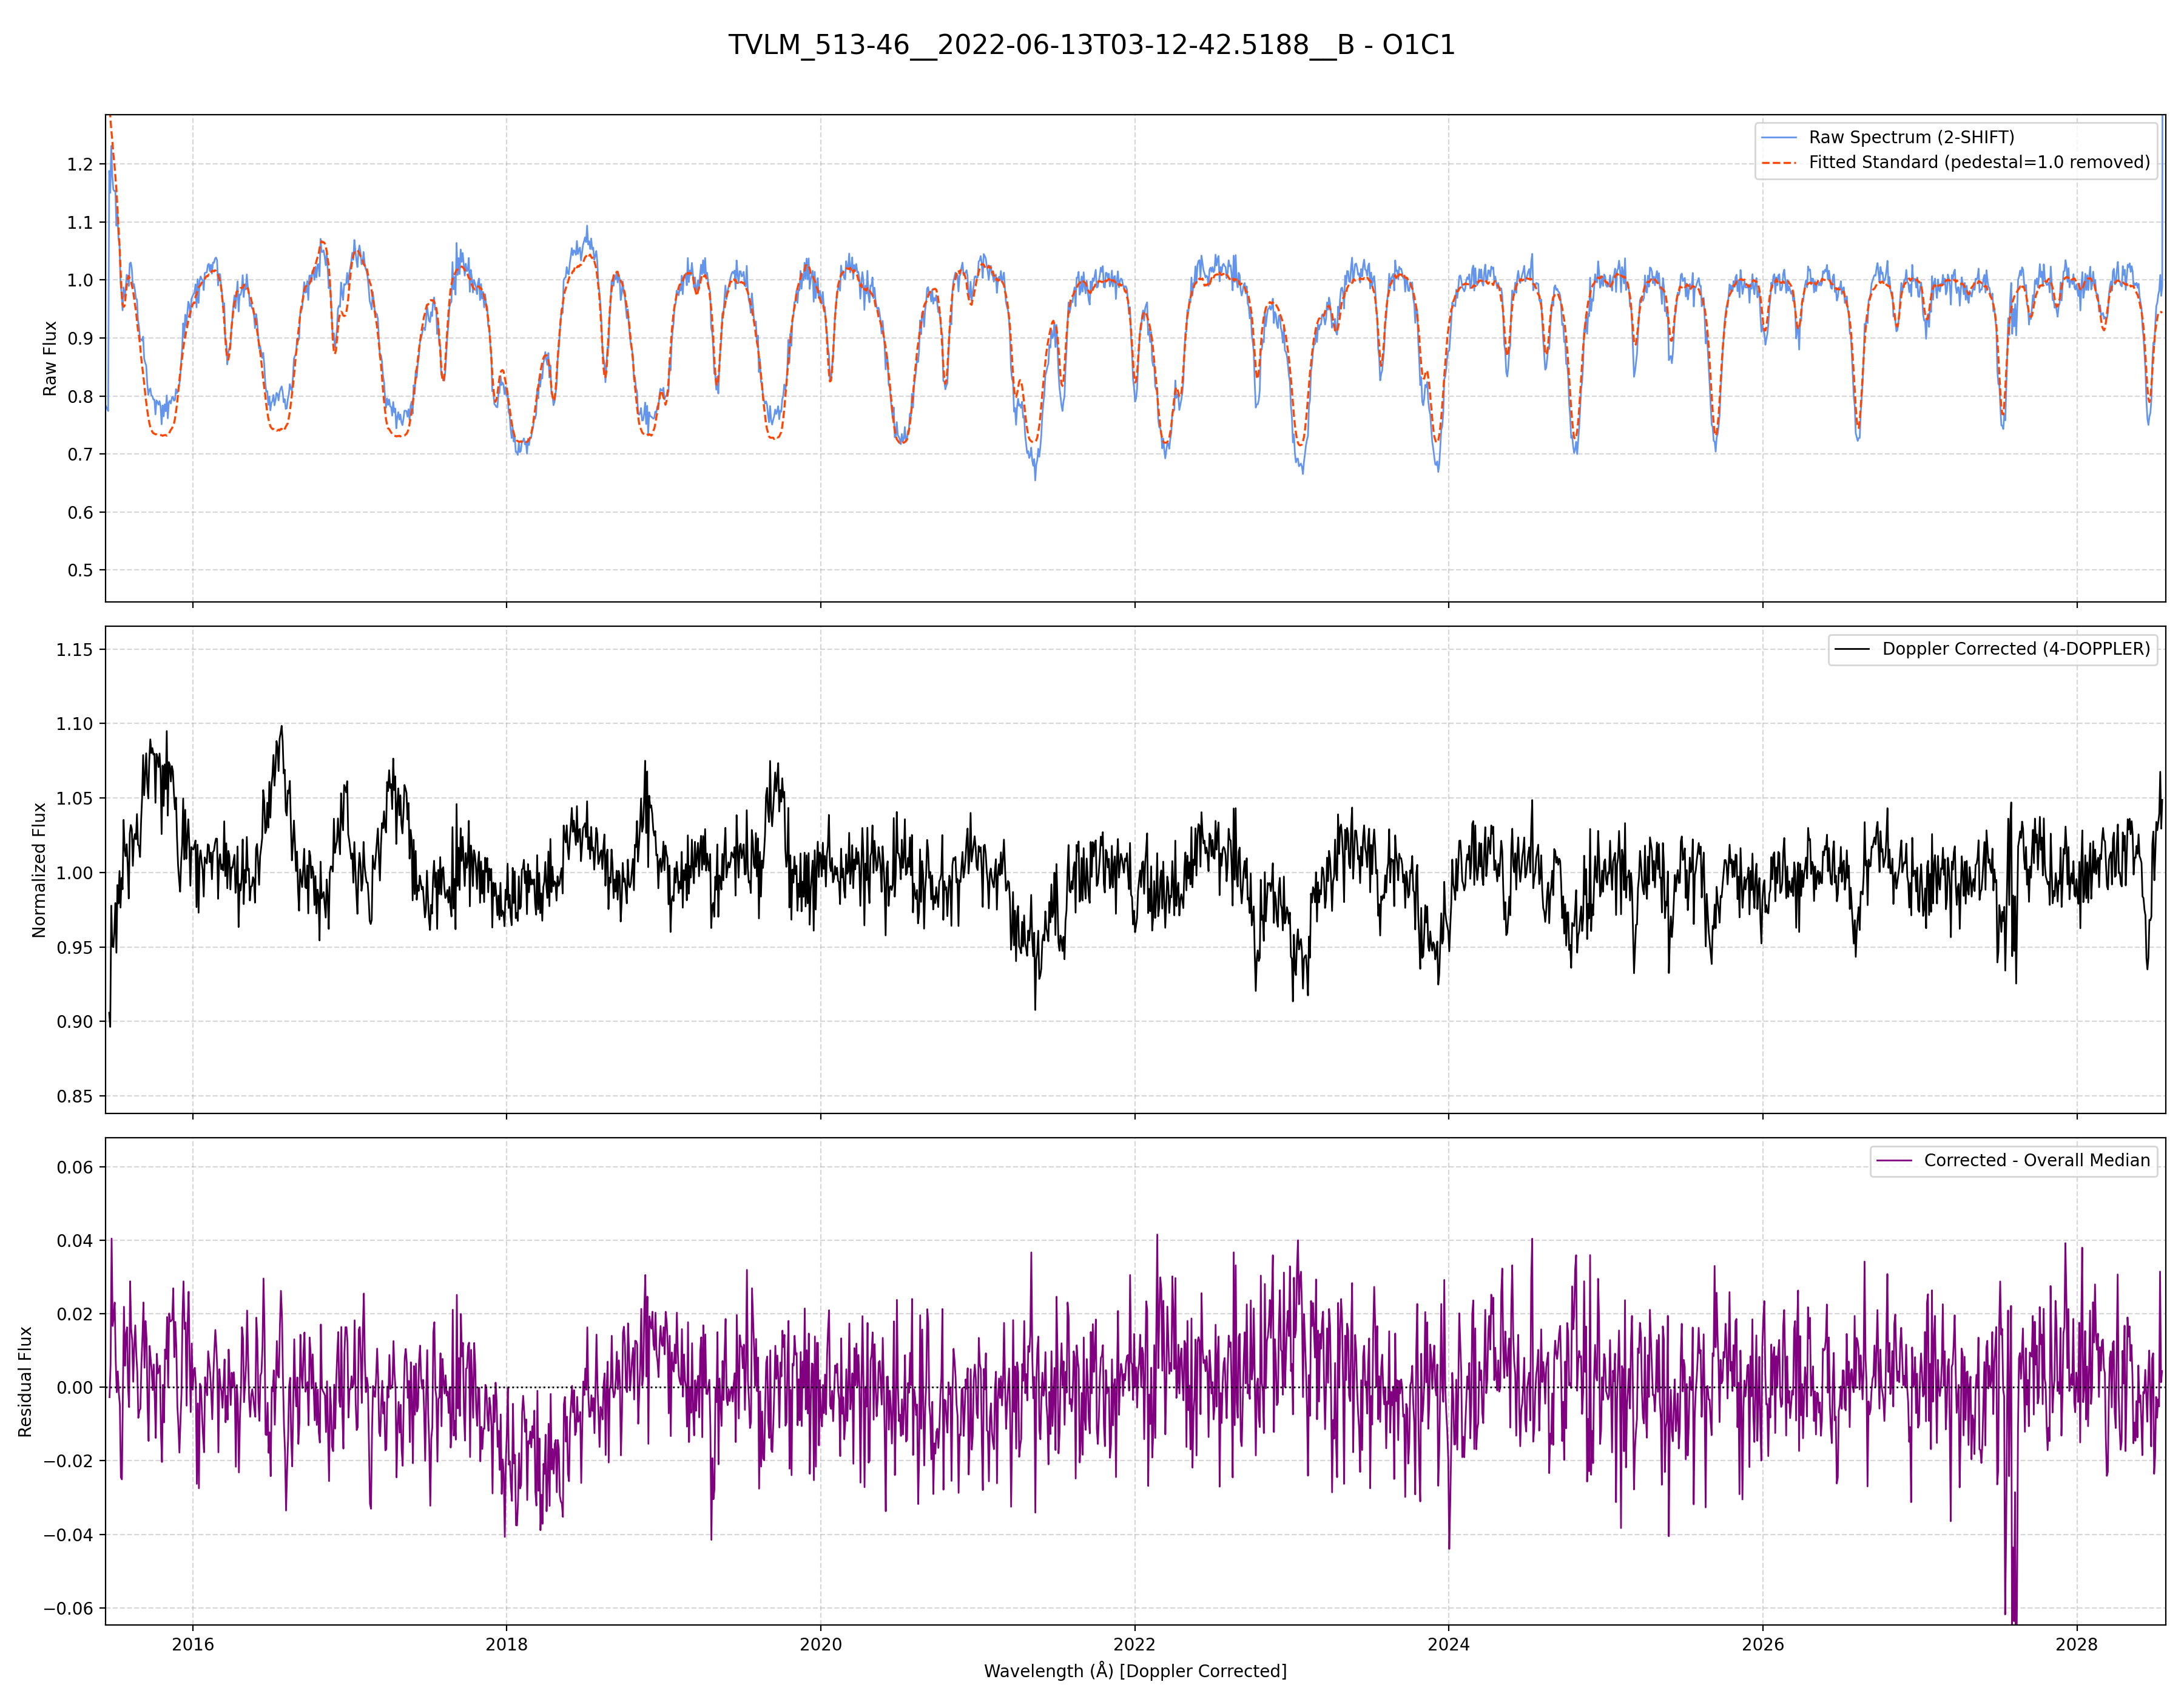 TVLM_513-46__2022-06-13T03-12-42.5188__B - O1C1
Raw Spectrum (2-SHIFT)
Fitted Standard (pedestal=1.0 removed)
Raw Flux
1.2
1.1
1.0
0.9
0.8
0.7
0.6
0.5
Doppler Corrected (4-DOPPLER)
Normalized Flux
1.15
1.10
1.05
1.00
0.95
0.90
0.85
Corrected - Overall Median
Residual Flux
0.06
0.04
0.02
0.00
−0.02
−0.04
−0.06
2016 2018 2020 2022 2024 2026 2028
Wavelength (Å) [Doppler Corrected]